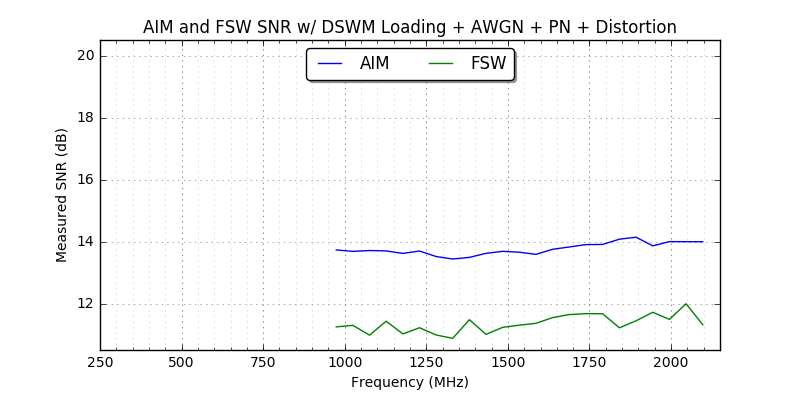 AIM and FSW SNR w/ DSWM Loading + AWGN + PN + Distortion
AIM FSW
20
18
16
14
12
Measured SNR (dB)
250 500 750 1000 1250 1500 1750 2000
Frequency (MHz)